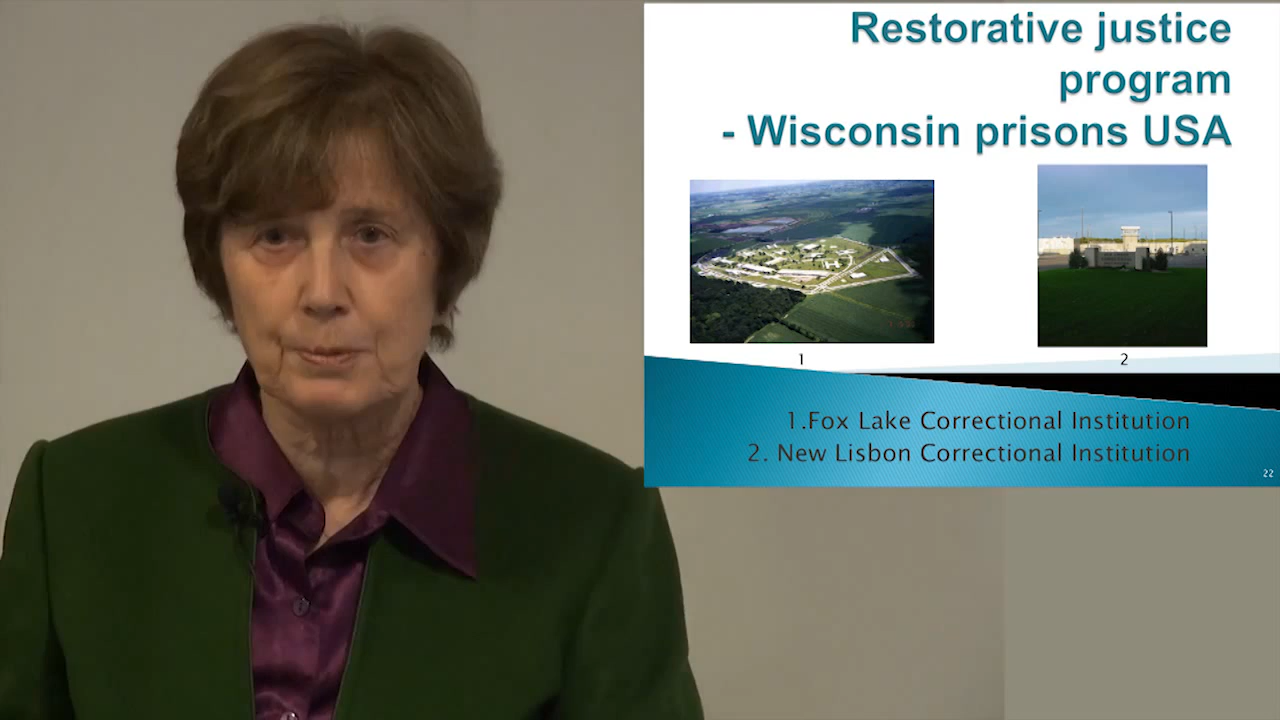 Restorative justice
program
- Wisconsin prisons USA
1
2
1.Fox Lake Correctional Institution
2. New Lisbon Correctional Institution
22